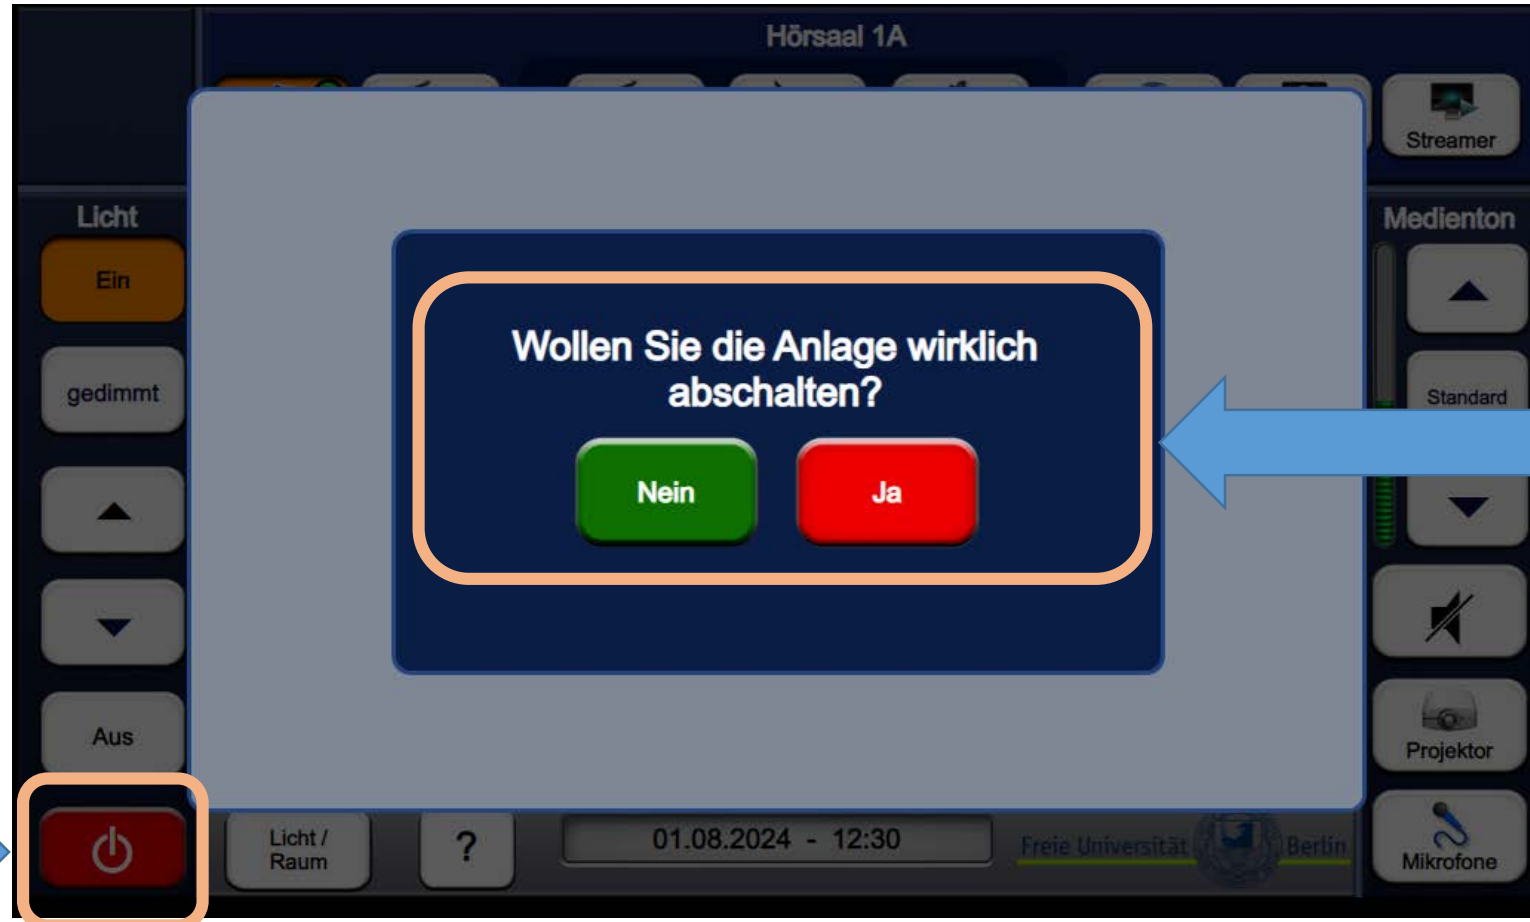 Hörsaal 1A
Streamer
Licht
Medienton
Ein
Wollen Sie die Anlage wirklich
abschalten?
gedimmt
Standard
Nein
Ja
Aus
Projektor
Licht /
Raum
?
01.08.2024 - 12:30
Freie Universität Berlin
Mikrofone